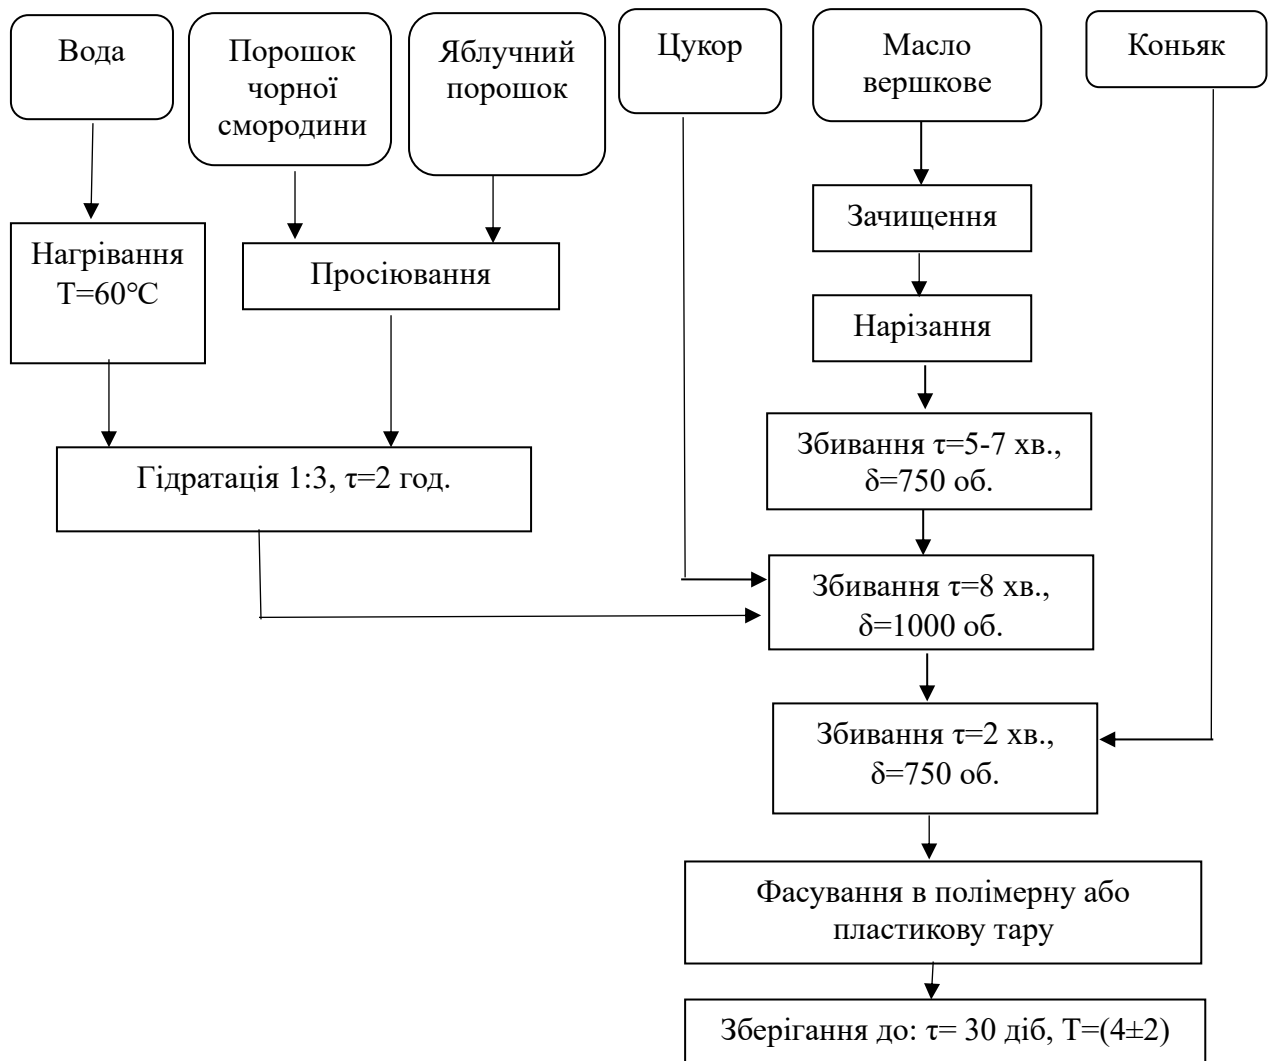 Вода
Порошок
чорної
смородини
Яблучний
порошок
Цукор
Масло
вершкове
Коньяк
Нагрівання
T=60℃
Просіювання
Зачищення
Нарізання
Гідратація 1:3, τ=2 год.
Збивання τ=5-7 хв.,
δ=750 об.
Збивання τ=8 хв.,
δ=1000 об.
Збивання τ=2 хв.,
δ=750 об.
Фасування в полімерну або
пластикову тару
Зберігання до: τ= 30 діб, T=(4±2)